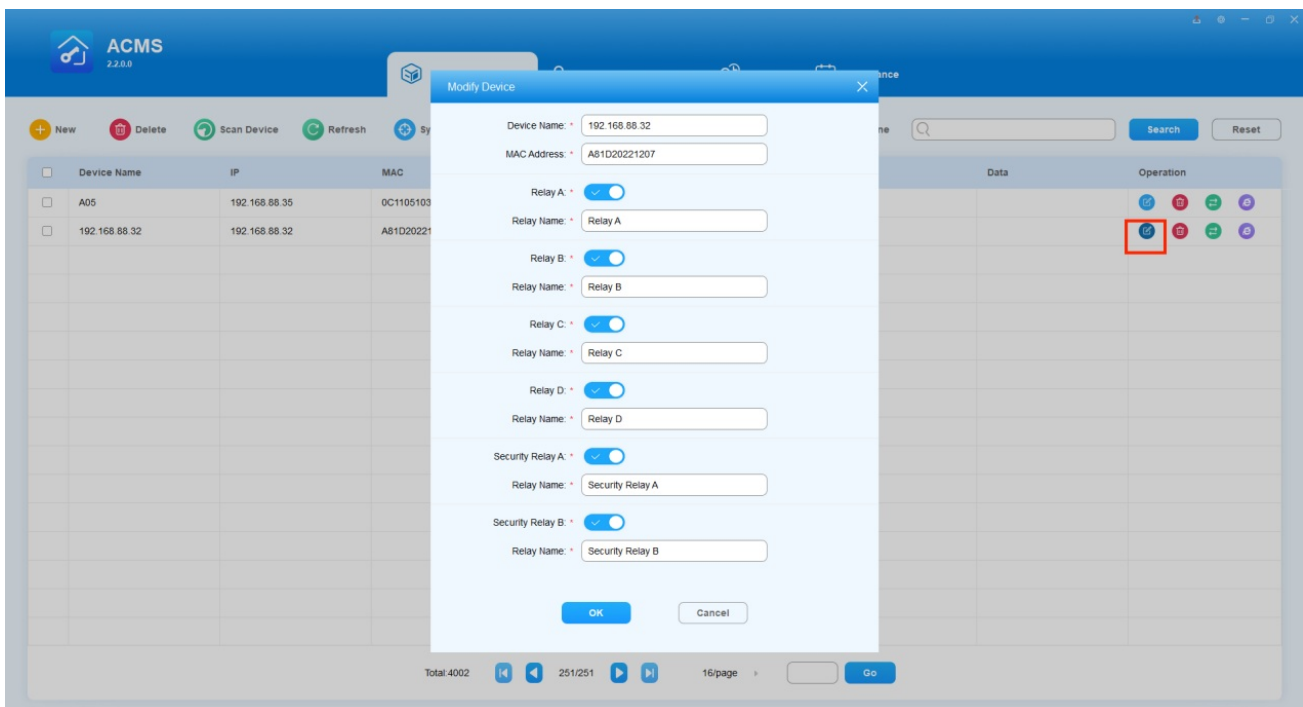 ACMS
2.2.0.0
ance
Modify Device
New Delete Scan Device Refresh Sy ne Search Reset
Device Name: * 192.168.88.32
MAC Address: * A81D20221207
Relay A: *
Relay Name: * Relay A
Relay B: *
Relay Name: * Relay B
Relay C: *
Relay Name: * Relay C
Relay D: *
Relay Name: * Relay D
Security Relay A: *
Relay Name: * Security Relay A
Security Relay B: *
Relay Name: * Security Relay B
OK Cancel
Device Name IP MAC Data Operation
A05 192.168.88.35 0C1105103
192.168.88.32 192.168.88.32 A81D20221
Total:4002 251/251 16/page Go